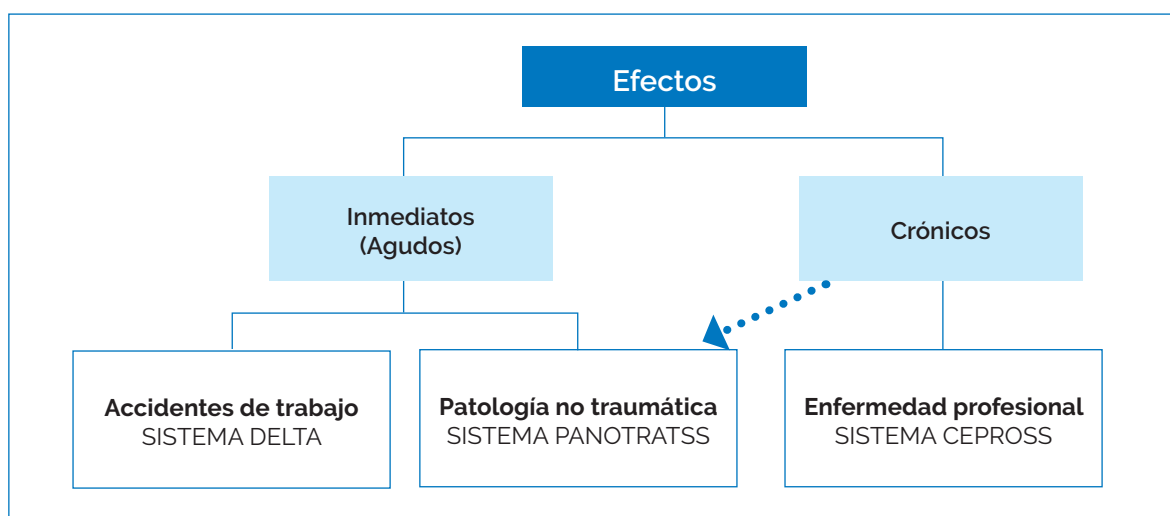 Efectos
Inmediatos
(Agudos)
Crónicos
Accidentes de trabajo
SISTEMA DELTA
Patología no traumática
SISTEMA PANOTRATSS
Enfermedad profesional
SISTEMA CEPROSS